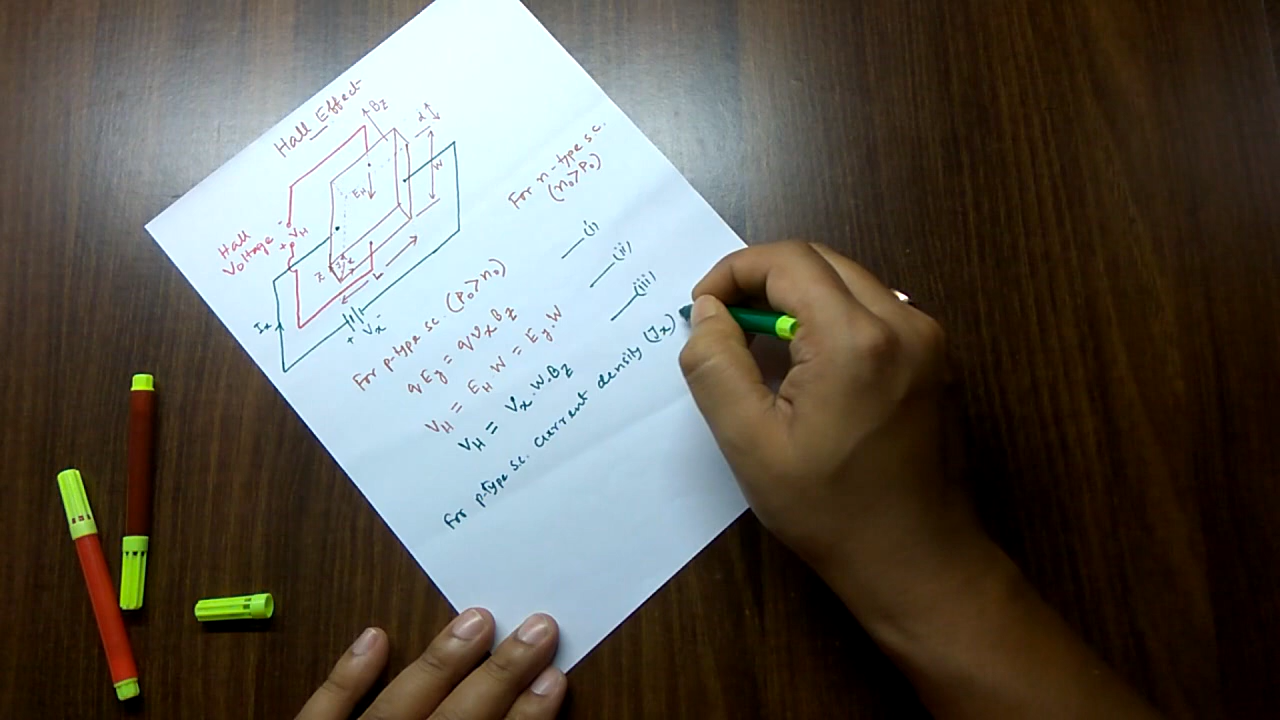 Hall Effect
Bz
d
W
EH
Hall
Voltage
- VH +
Z
x
L
Ix
+ Vx -
For p-type s.c. (p₀>n₀)
For n-type s.c.
(n₀>p₀)
qEy = qVxBz —(i)
VH = EH W = Ey.W —(ii)
VH = Vx.W.Bz —(iii)
For p-type s.c. current density (Jx)